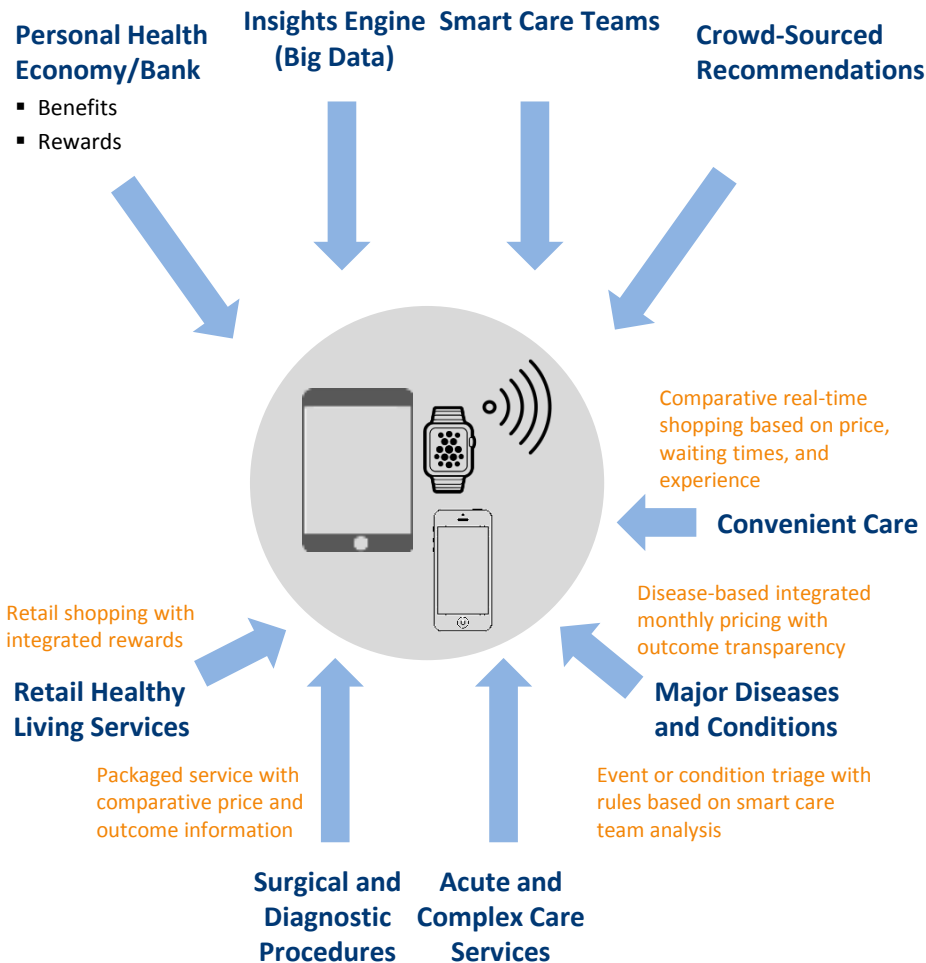 Personal Health
Economy/Bank
▪ Benefits
▪ Rewards
Insights Engine
(Big Data)
Smart Care Teams
Crowd-Sourced
Recommendations
Comparative real-time
shopping based on price,
waiting times, and
experience
Convenient Care
Disease-based integrated
monthly pricing with
outcome transparency
Major Diseases
and Conditions
Retail shopping with
integrated rewards
Retail Healthy
Living Services
Packaged service with
comparative price and
outcome information
Surgical and
Diagnostic
Procedures
Event or condition triage with
rules based on smart care
team analysis
Acute and
Complex Care
Services